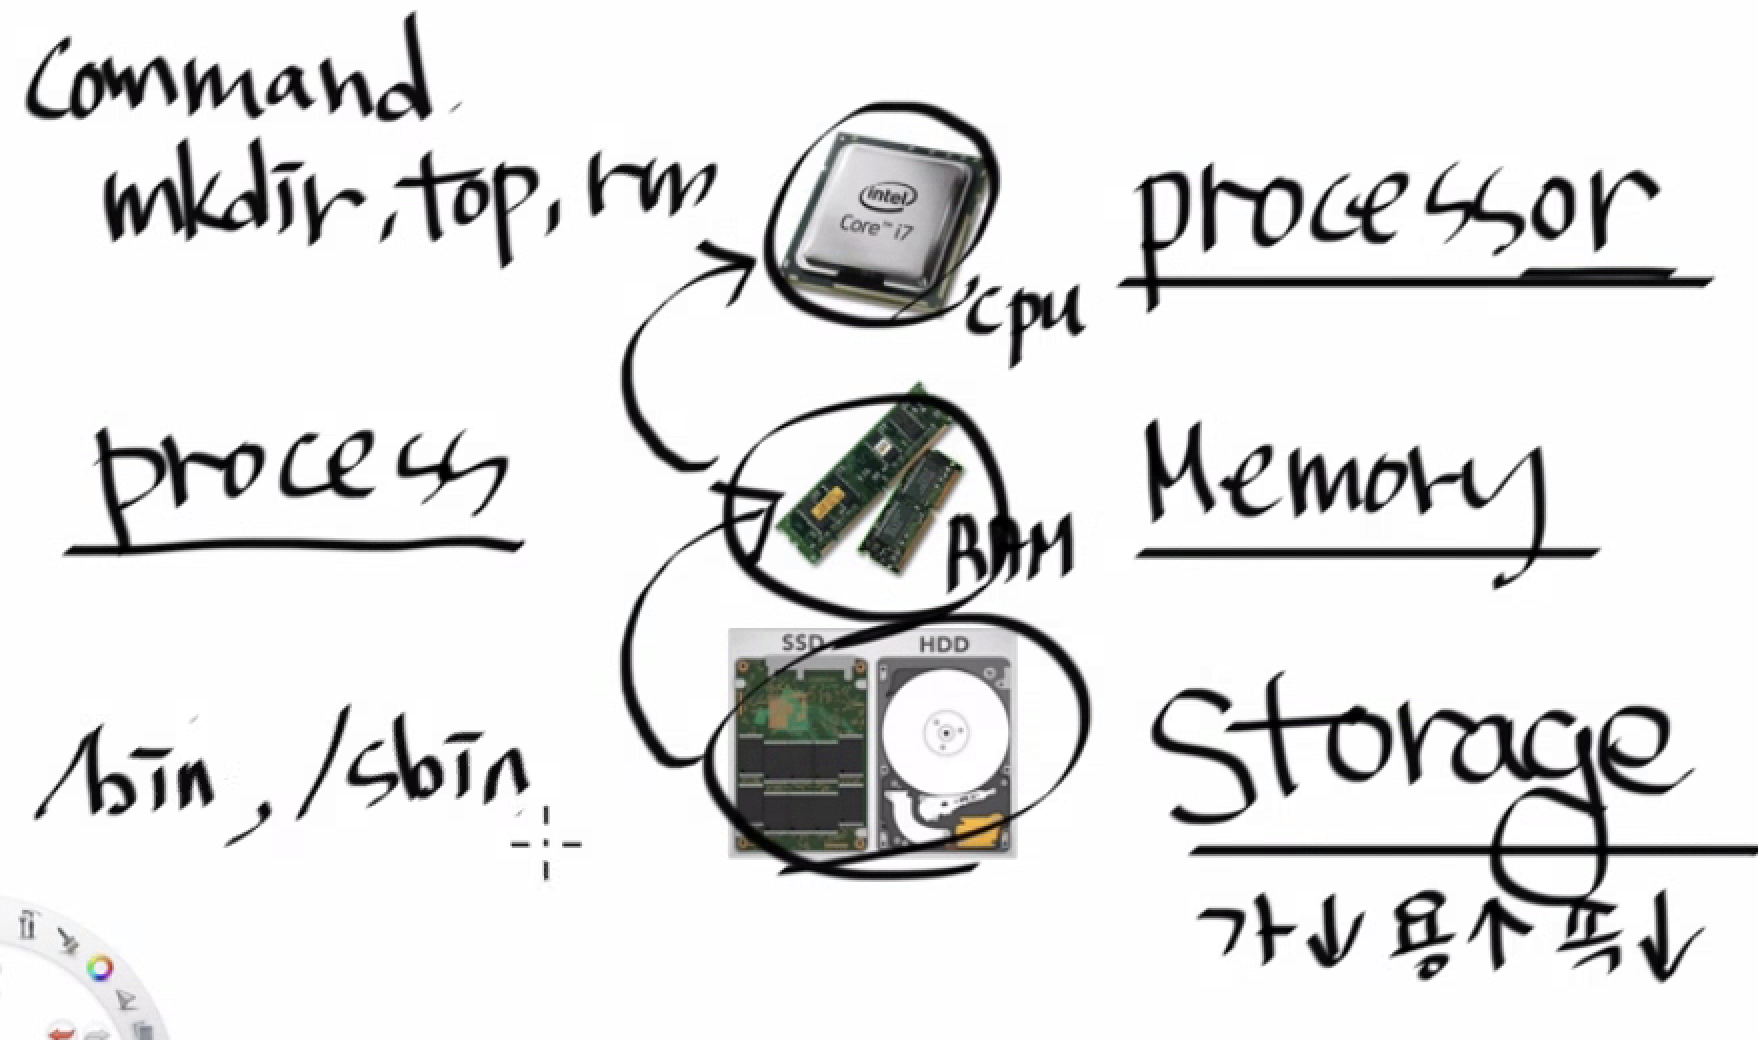 Command
mkdir, top, rm
intel
Core™ i7
cpu
processor
process
RAM
Memory
SSD
HDD
/bin, /sbin
Storage
가↓ 용↑ 폭↓